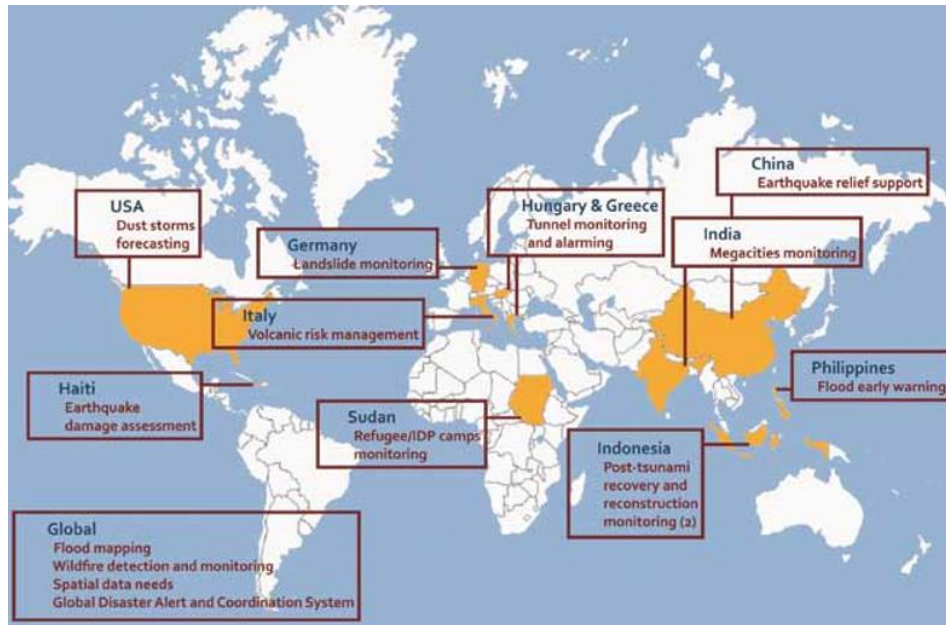 China
Earthquake relief support
USA
Dust storms
forecasting
Hungary & Greece
Tunnel monitoring
and alarming
India
Megacities monitoring
Germany
Landslide monitoring
Italy
Volcanic risk management
Philippines
Flood early warning
Haiti
Earthquake
damage assessment
Sudan
Refugee/IDP camps
monitoring
Indonesia
Post-tsunami
recovery and
reconstruction
monitoring (2)
Global
Flood mapping
Wildfire detection and monitoring
Spatial data needs
Global Disaster Alert and Coordination System